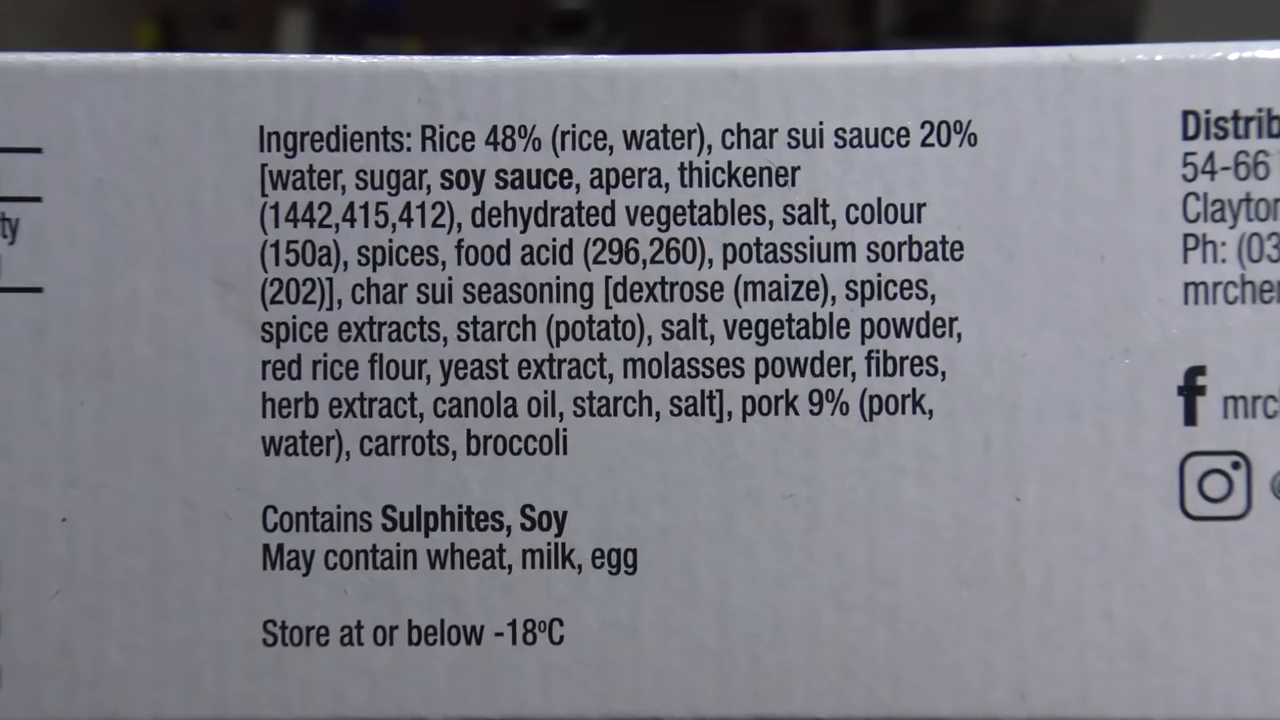 Ingredients: Rice 48% (rice, water), char sui sauce 20%
[water, sugar, soy sauce, apera, thickener
(1442,415,412), dehydrated vegetables, salt, colour
(150a), spices, food acid (296,260), potassium sorbate
(202)], char sui seasoning [dextrose (maize), spices,
spice extracts, starch (potato), salt, vegetable powder,
red rice flour, yeast extract, molasses powder, fibres,
herb extract, canola oil, starch, salt], pork 9% (pork,
water), carrots, broccoli
Contains Sulphites, Soy
May contain wheat, milk, egg
Store at or below -18ºC
ty
Distrib
54-66
Clayton
Ph: (03
mrchen
f mrc